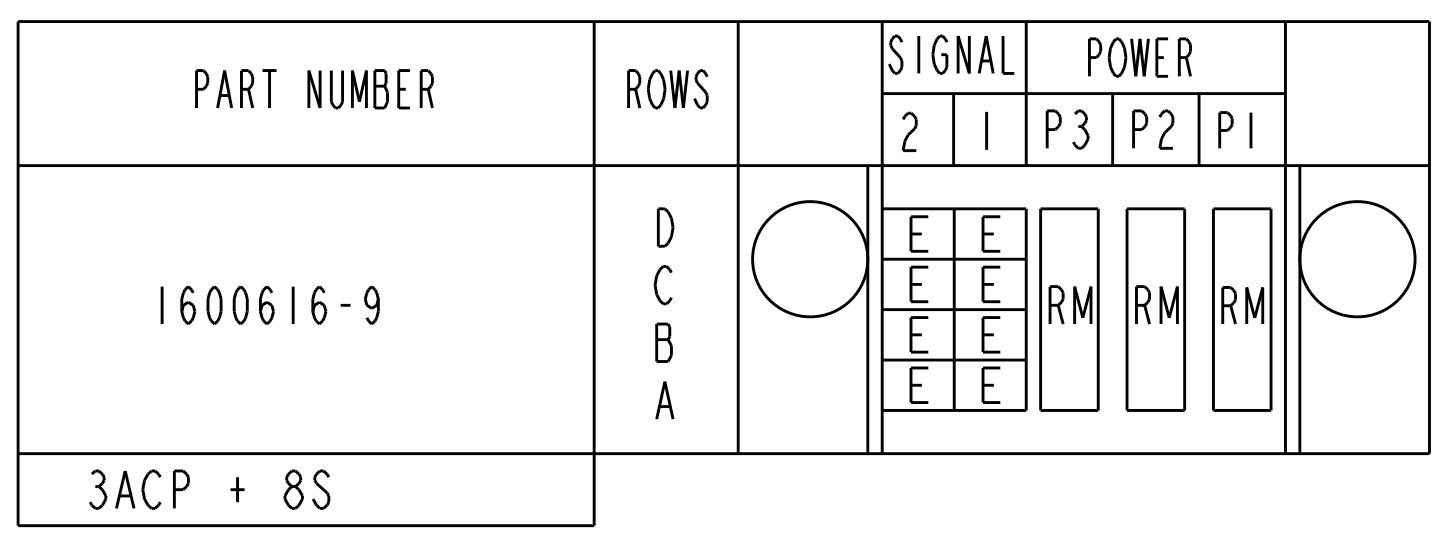 SIGNAL POWER
PART NUMBER ROWS
2 1 P3 P2 P1
D E E
C E E
1600616-9 RM RM RM
B E E
A E E
3ACP + 8S